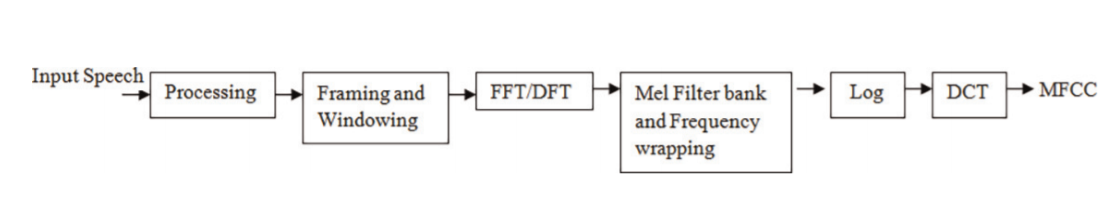 Input Speech
Processing
Framing and
Windowing
FFT/DFT
Mel Filter bank
and Frequency
wrapping
Log
DCT
MFCC